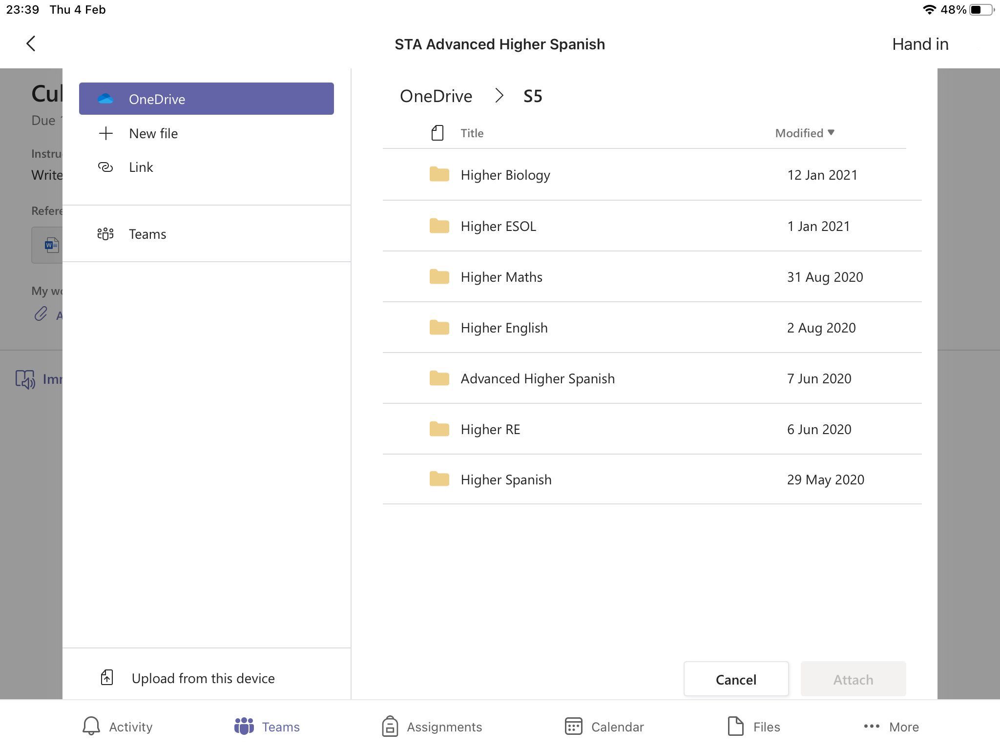 23:39 Thu 4 Feb 48%
STA Advanced Higher Spanish Hand in
Cul
Due
Instru
Write
Refere
W
My wo
A
Imr
OneDrive
New file
Link
Teams
Upload from this device
OneDrive > S5
Title Modified
Higher Biology 12 Jan 2021
Higher ESOL 1 Jan 2021
Higher Maths 31 Aug 2020
Higher English 2 Aug 2020
Advanced Higher Spanish 7 Jun 2020
Higher RE 6 Jun 2020
Higher Spanish 29 May 2020
Cancel Attach
Activity Teams Assignments Calendar Files More